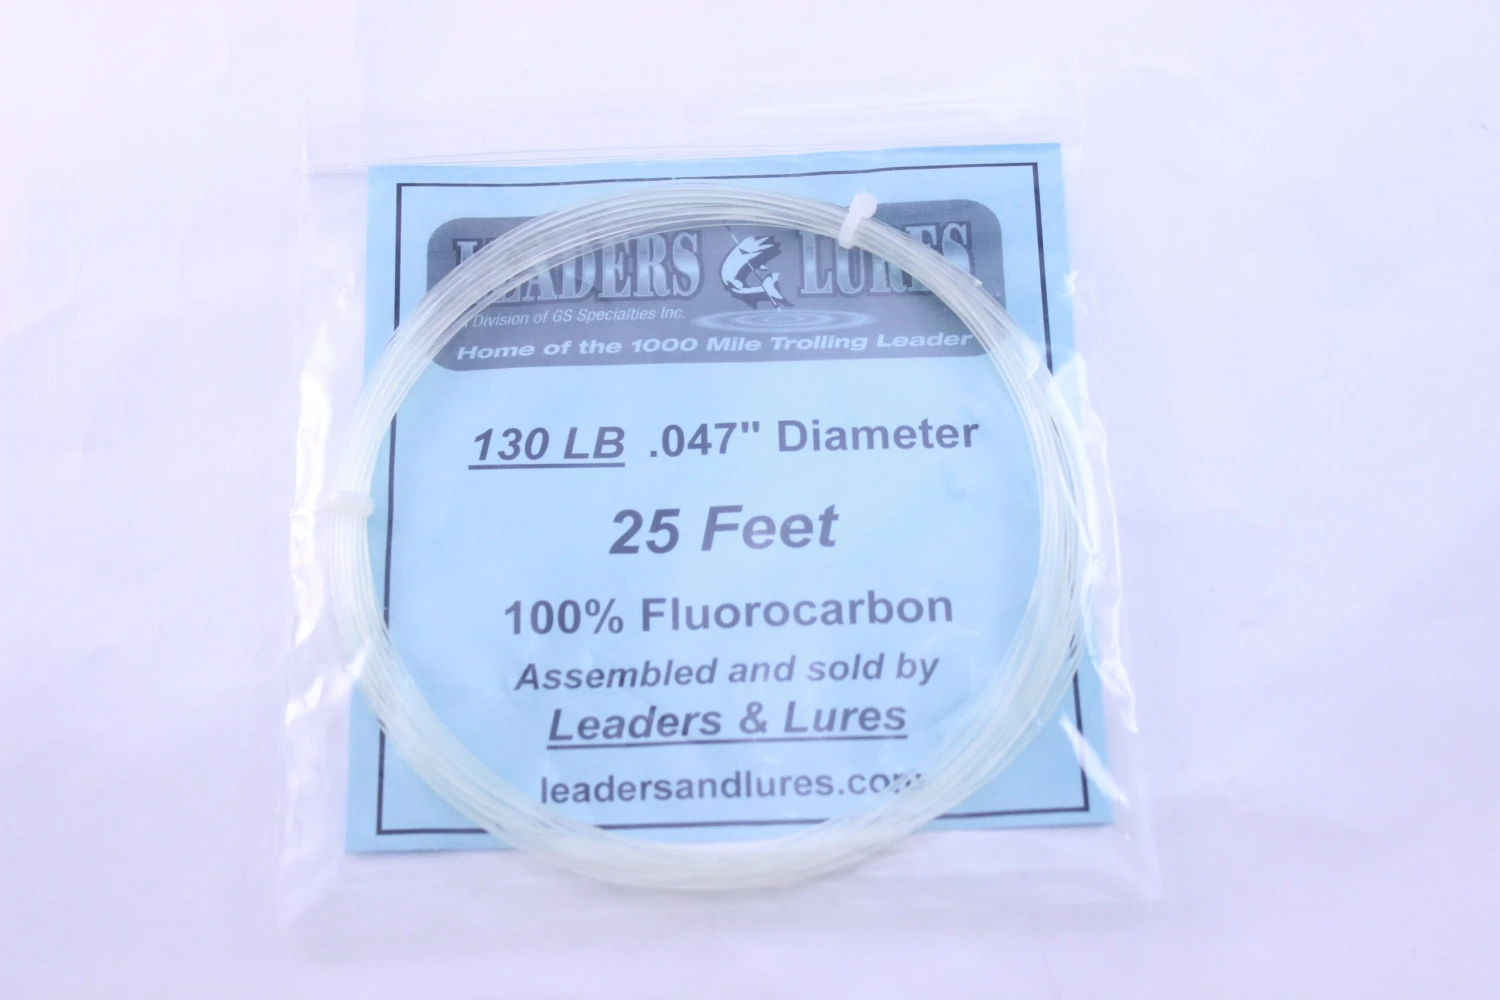 LEADERS LURES
A Division of GS Specialties Inc.
Home of the 1000 Mile Trolling Leader
130 LB .047" Diameter
25 Feet
100% Fluorocarbon
Assembled and sold by
Leaders & Lures
leadersandlures.com